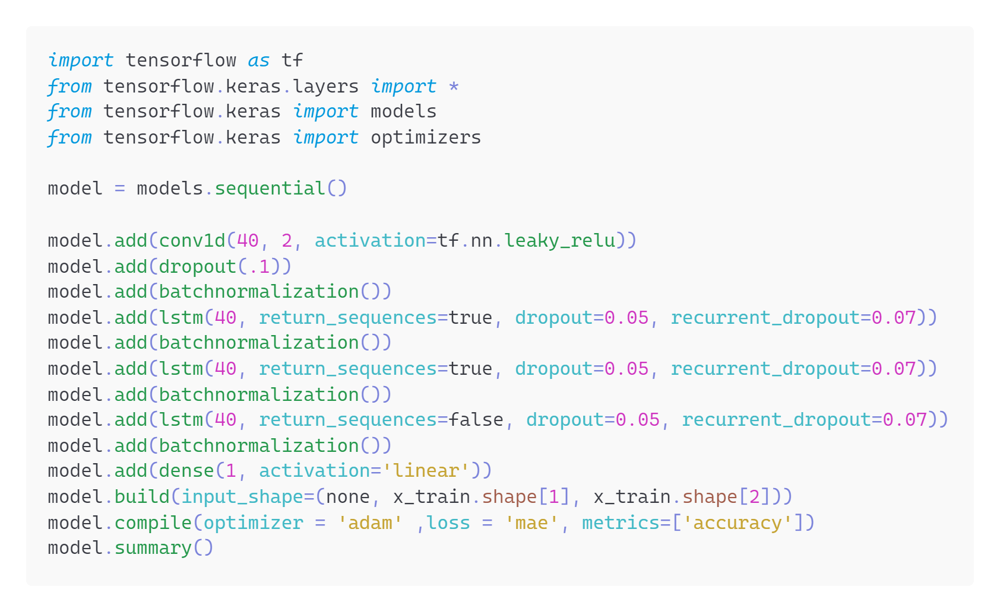 import tensorflow as tf
from tensorflow.keras.layers import *
from tensorflow.keras import models
from tensorflow.keras import optimizers

model = models.sequential()

model.add(conv1d(40, 2, activation=tf.nn.leaky_relu))
model.add(dropout(.1))
model.add(batchnormalization())
model.add(lstm(40, return_sequences=true, dropout=0.05, recurrent_dropout=0.07))
model.add(batchnormalization())
model.add(lstm(40, return_sequences=true, dropout=0.05, recurrent_dropout=0.07))
model.add(batchnormalization())
model.add(lstm(40, return_sequences=false, dropout=0.05, recurrent_dropout=0.07))
model.add(batchnormalization())
model.add(dense(1, activation='linear'))
model.build(input_shape=(none, x_train.shape[1], x_train.shape[2]))
model.compile(optimizer = 'adam' ,loss = 'mae', metrics=['accuracy'])
model.summary()